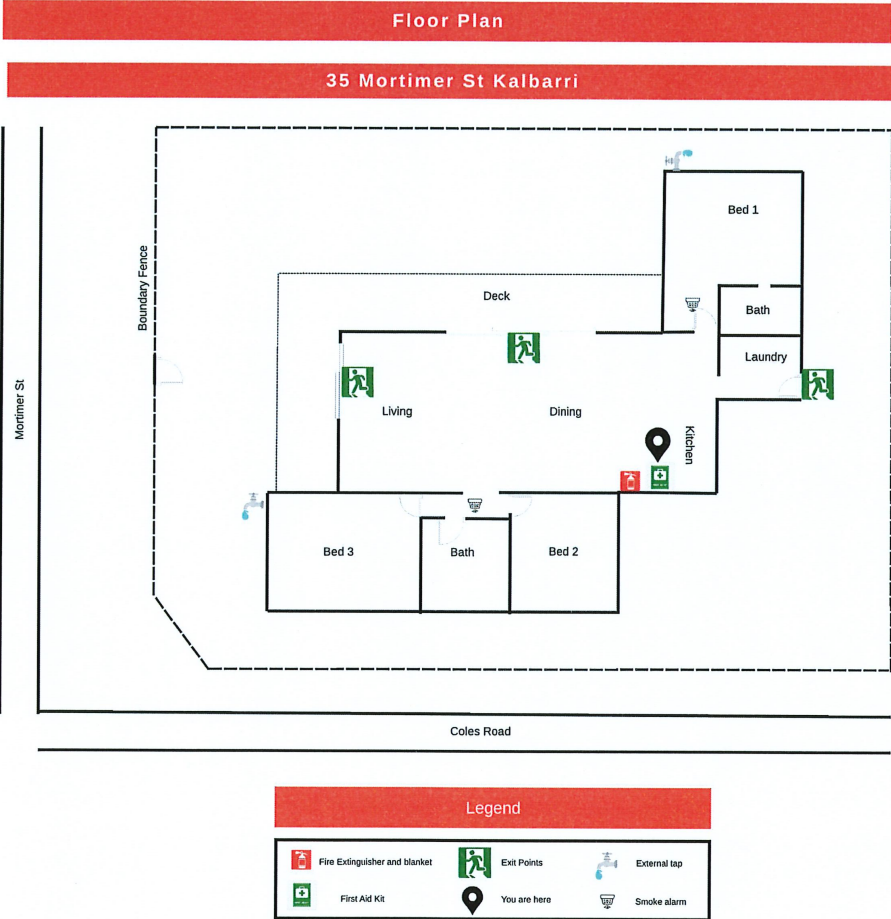 Floor Plan
35 Mortimer St Kalbarri
Bed 1
Boundary Fence
Deck
Bath
Laundry
Mortimer St
Living
Dining
Kitchen
Bed 3
Bath
Bed 2
Coles Road
Legend
Fire Extinguisher and blanket
Exit Points
External tap
First Aid Kit
You are here
Smoke alarm